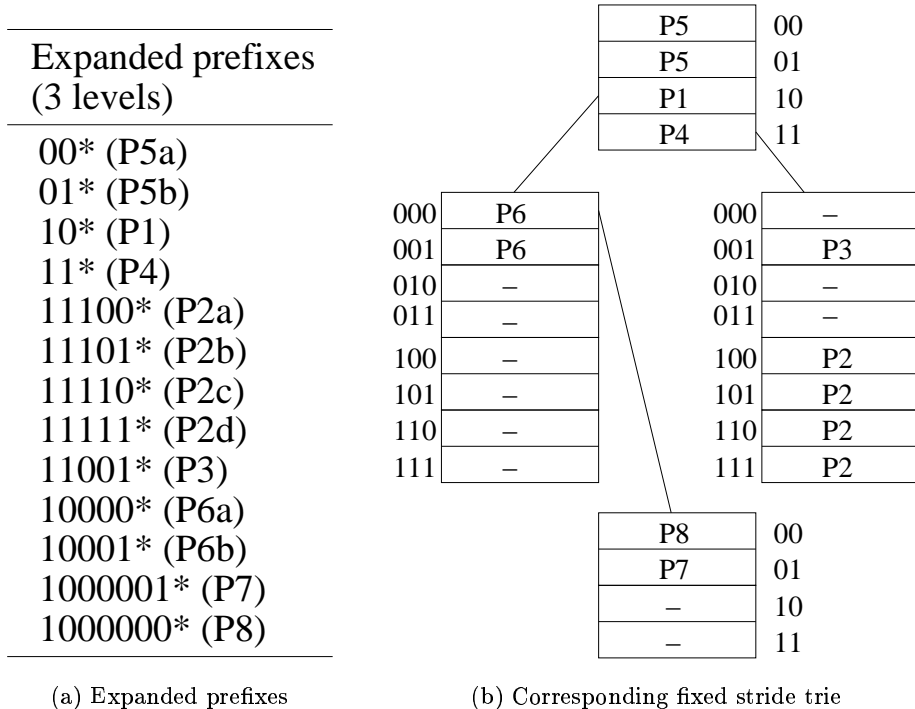 Expanded prefixes
(3 levels)
00* (P5a)
01* (P5b)
10* (P1)
11* (P4)
11100* (P2a)
11101* (P2b)
11110* (P2c)
11111* (P2d)
11001* (P3)
10000* (P6a)
10001* (P6b)
1000001* (P7)
1000000* (P8)
(a) Expanded prefixes
P5 00
P5 01
P1 10
P4 11
000 P6
001 P6
010 –
011 –
100 –
101 –
110 –
111 –
000 –
001 P3
010 –
011 –
100 P2
101 P2
110 P2
111 P2
P8 00
P7 01
– 10
– 11
(b) Corresponding fixed stride trie